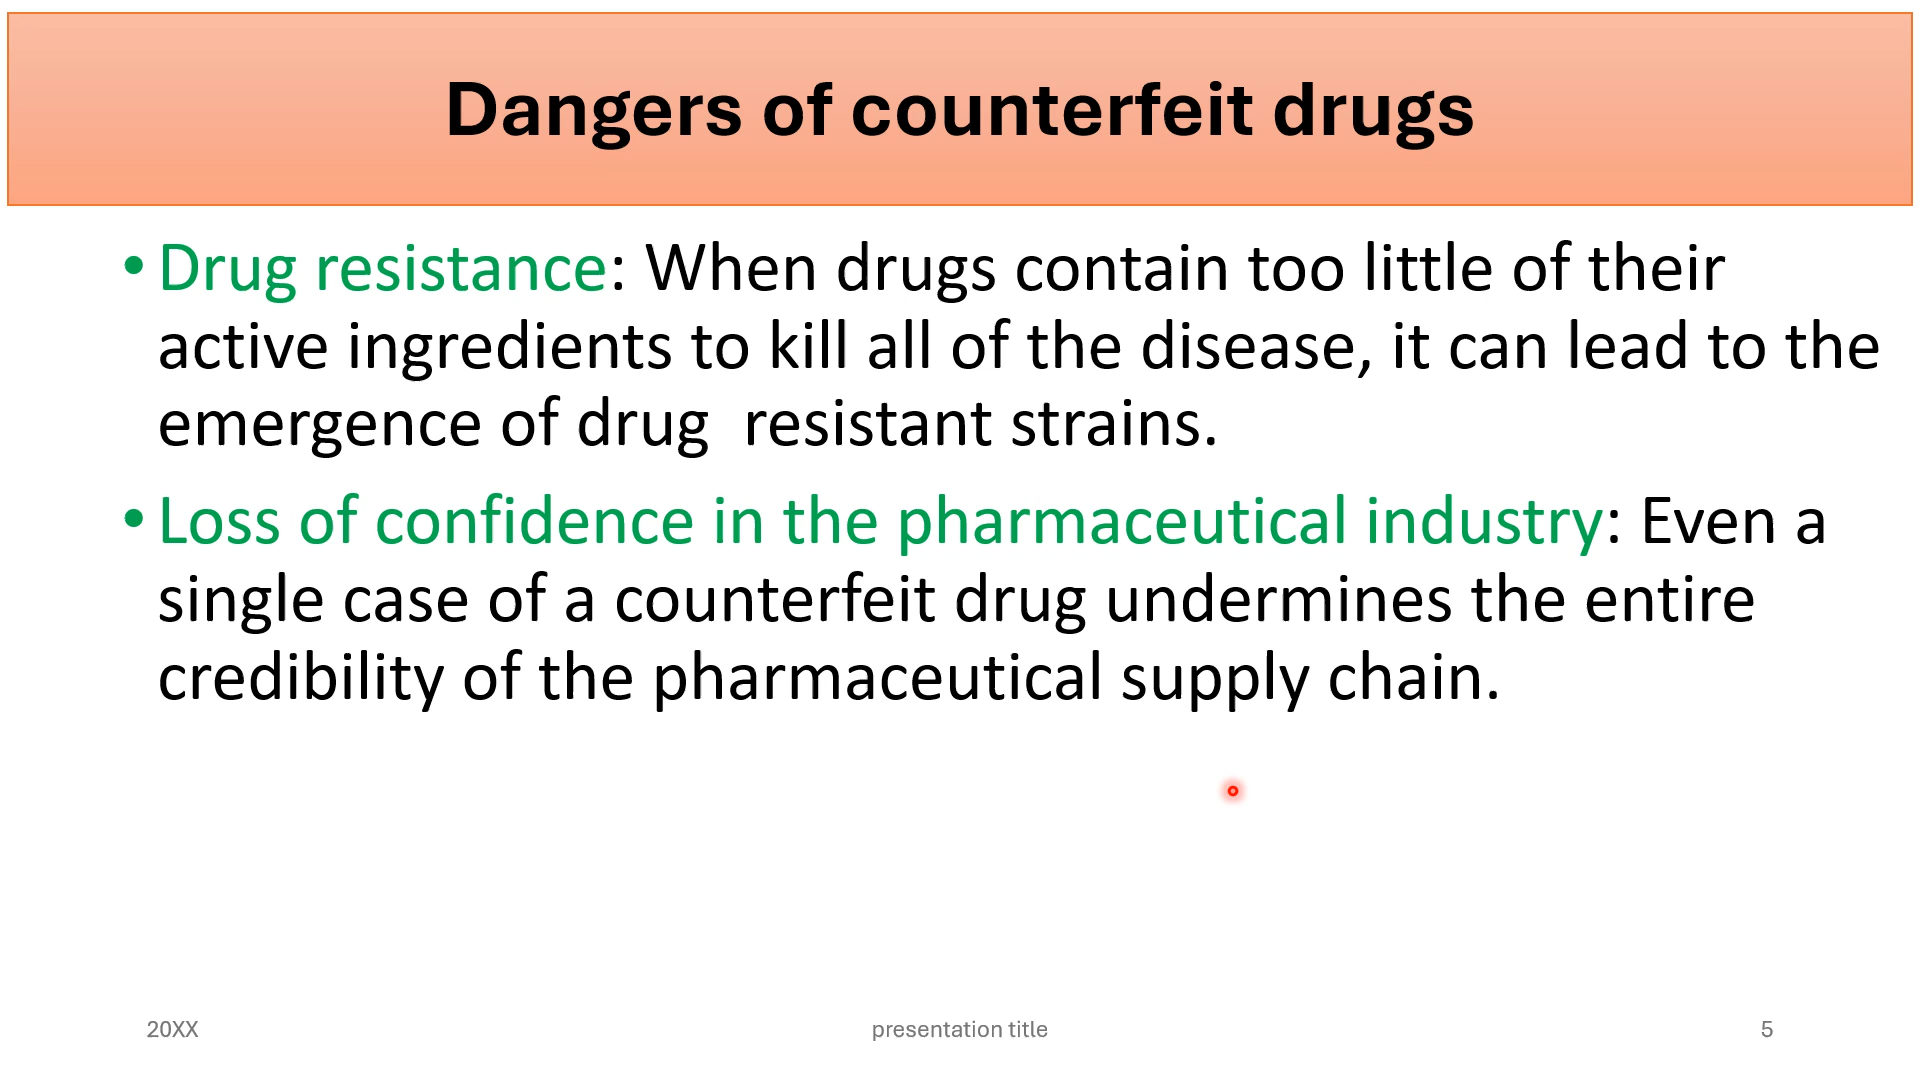 Dangers of counterfeit drugs
• Drug resistance: When drugs contain too little of their
active ingredients to kill all of the disease, it can lead to the
emergence of drug  resistant strains.
• Loss of confidence in the pharmaceutical industry: Even a
single case of a counterfeit drug undermines the entire
credibility of the pharmaceutical supply chain.
20XX presentation title 5